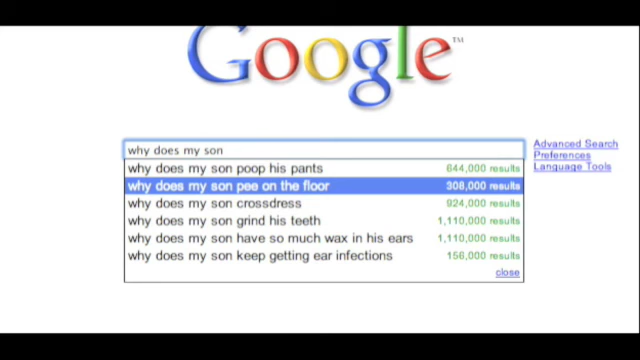 Google™
why does my son
Advanced Search
Preferences
Language Tools
why does my son poop his pants 644,000 results
why does my son pee on the floor 308,000 results
why does my son crossdress 924,000 results
why does my son grind his teeth 1,110,000 results
why does my son have so much wax in his ears 1,110,000 results
why does my son keep getting ear infections 156,000 results
close